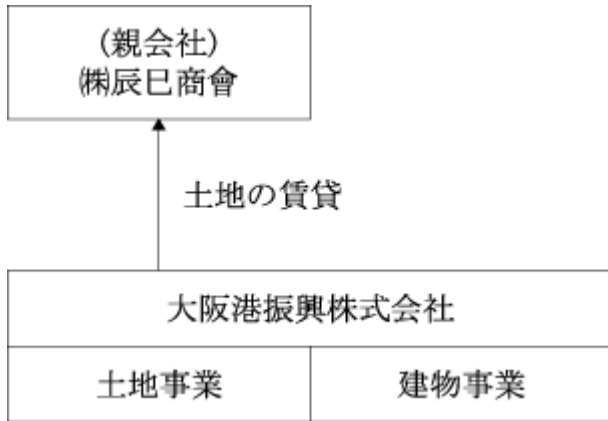 (親会社)
㈱辰巳商會
土地の賃貸
大阪港振興株式会社
土地事業
建物事業